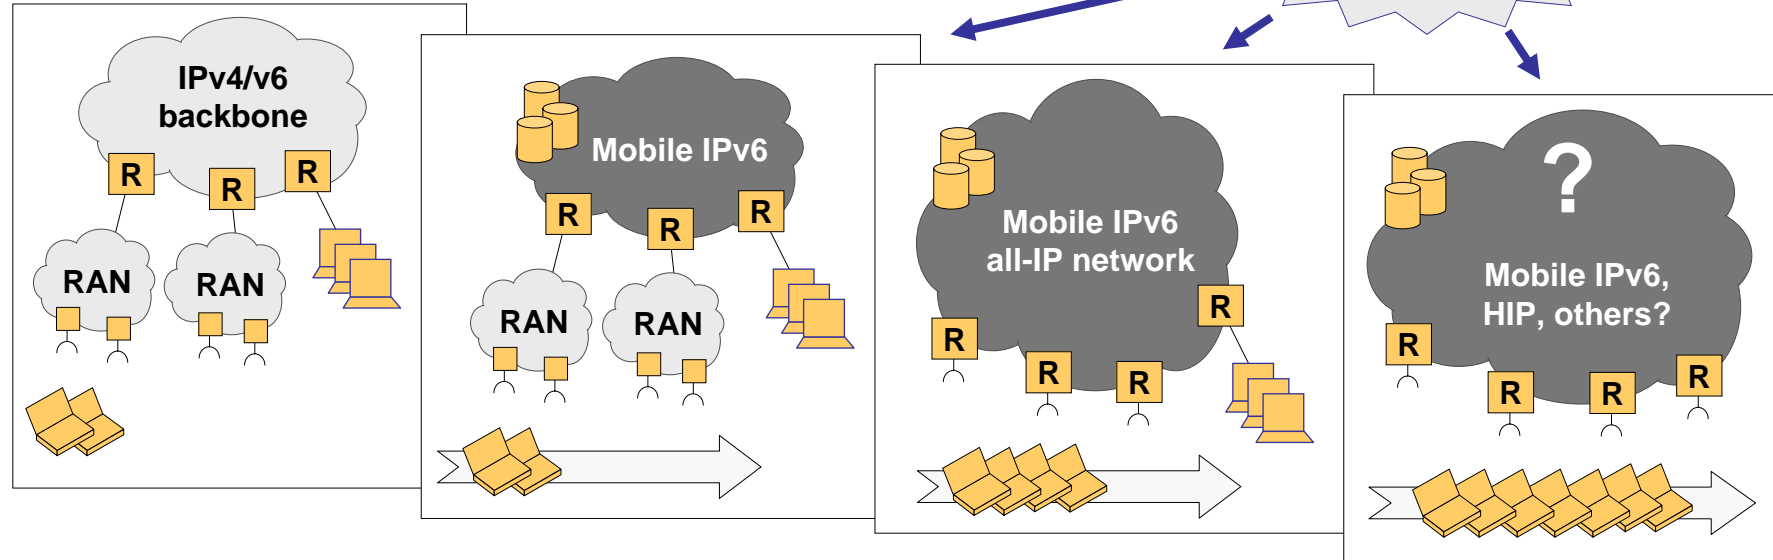 IPv4/v6
backbone
R
R
R
RAN
RAN
Mobile IPv6
R
R
R
RAN
RAN
Mobile IPv6
all-IP network
R
R
R
R
?
Mobile IPv6,
HIP, others?
R
R
R
R